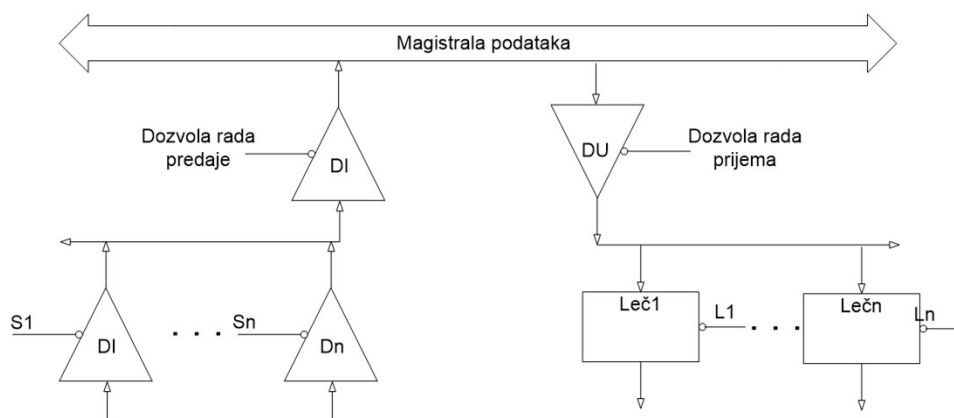 Magistrala podataka
Dozvola rada
predaje
DI
DU
Dozvola rada
prijema
S1
DI
Sn
Dn
Leč1
L1
Lečn
Ln